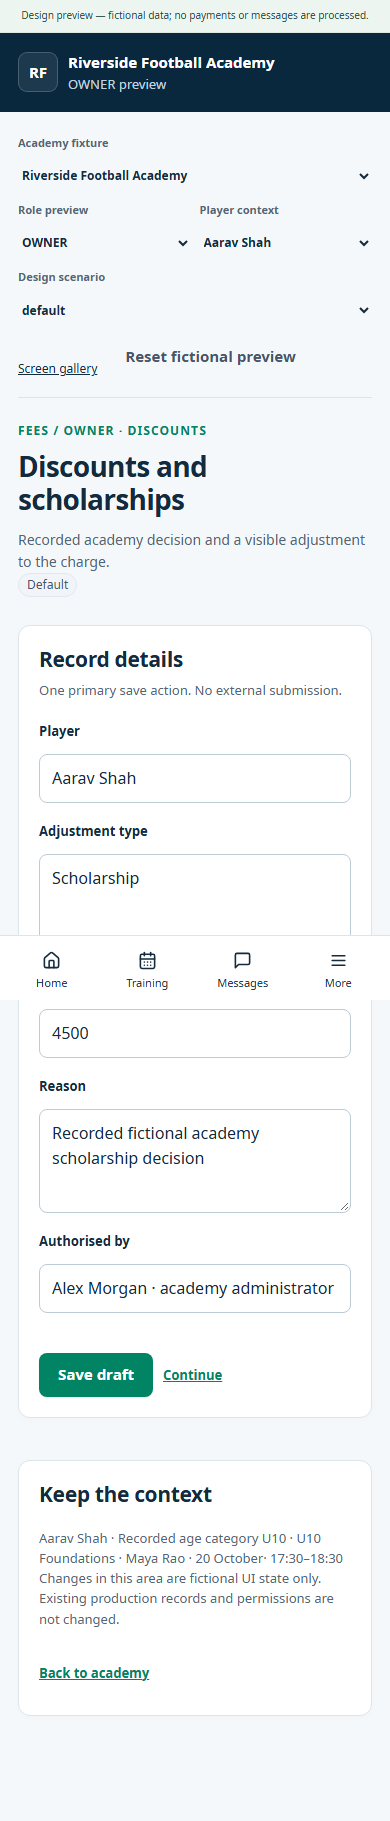 Design preview — fictional data; no payments or messages are processed.
RF
Riverside Football Academy
OWNER preview
Academy fixture
Riverside Football Academy
Role preview
Player context
OWNER
Aarav Shah
Design scenario
default
Screen gallery
Reset fictional preview
FEES / OWNER · DISCOUNTS
Discounts and
scholarships
Recorded academy decision and a visible adjustment
to the charge.
Default
Record details
One primary save action. No external submission.
Player
Aarav Shah
Adjustment type
Scholarship
Home
Training
Messages
More
4500
Reason
Recorded fictional academy
scholarship decision
Authorised by
Alex Morgan · academy administrator
Save draft
Continue
Keep the context
Aarav Shah · Recorded age category U10 · U10
Foundations · Maya Rao · 20 October· 17:30–18:30
Changes in this area are fictional UI state only.
Existing production records and permissions are
not changed.
Back to academy